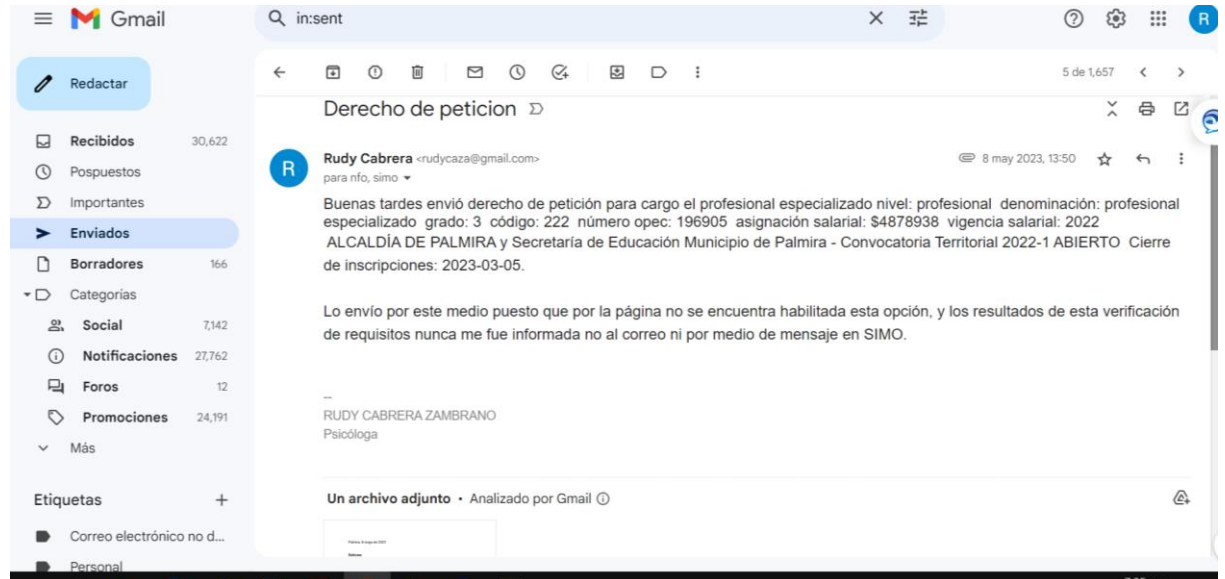 Gmail
in:sent
R
Redactar
5 de 1,657
Derecho de peticion
Recibidos 30,622
Pospuestos
Importantes
Enviados
Borradores 166
Categorías
Social 7,142
Notificaciones 27,762
Foros 12
Promociones 24,191
Más
Etiquetas +
Correo electrónico no d...
Personal
R
Rudy Cabrera <rudycaza@gmail.com>
8 may 2023, 13:50
para nfo, simo
Buenas tardes envió derecho de petición para cargo el profesional especializado nivel: profesional denominación: profesional
especializado grado: 3 código: 222 número opec: 196905 asignación salarial: $4878938 vigencia salarial: 2022
ALCALDÍA DE PALMIRA y Secretaría de Educación Municipio de Palmira - Convocatoria Territorial 2022-1 ABIERTO Cierre
de inscripciones: 2023-03-05.
Lo envío por este medio puesto que por la página no se encuentra habilitada esta opción, y los resultados de esta verificación
de requisitos nunca me fue informada no al correo ni por medio de mensaje en SIMO.
--
RUDY CABRERA ZAMBRANO
Psicóloga
Un archivo adjunto • Analizado por Gmail